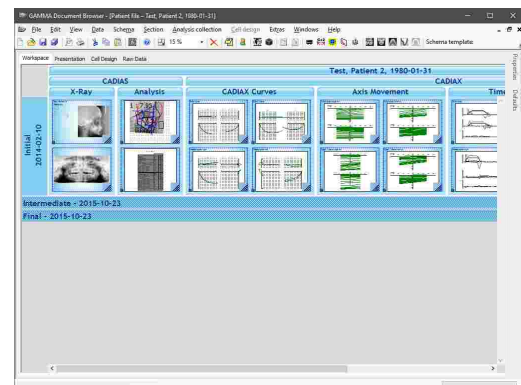 GAMMA Document Browser - [Patient file - Test, Patient 2, 1980-01-31]
File Edit View Data Schema Section Analysis collection Cell design Extras Windows Help
15 % Schema template:
Workspace Presentation Cell Design Raw Data
Properties
Defaults
Test, Patient 2, 1980-01-31
CADIAS CADIAX
X-Ray Analysis CADIAX Curves Axis Movement Time
Initial
2014-02-10
Intermediate - 2015-10-23
Final - 2015-10-23